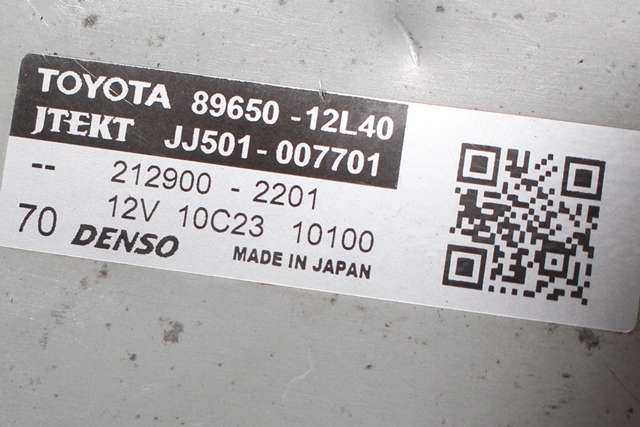 TOYOTA 89650-12L40
JTEKT JJ501-007701
-- 212900-2201
12V 10C23 10100
70 DENSO MADE IN JAPAN